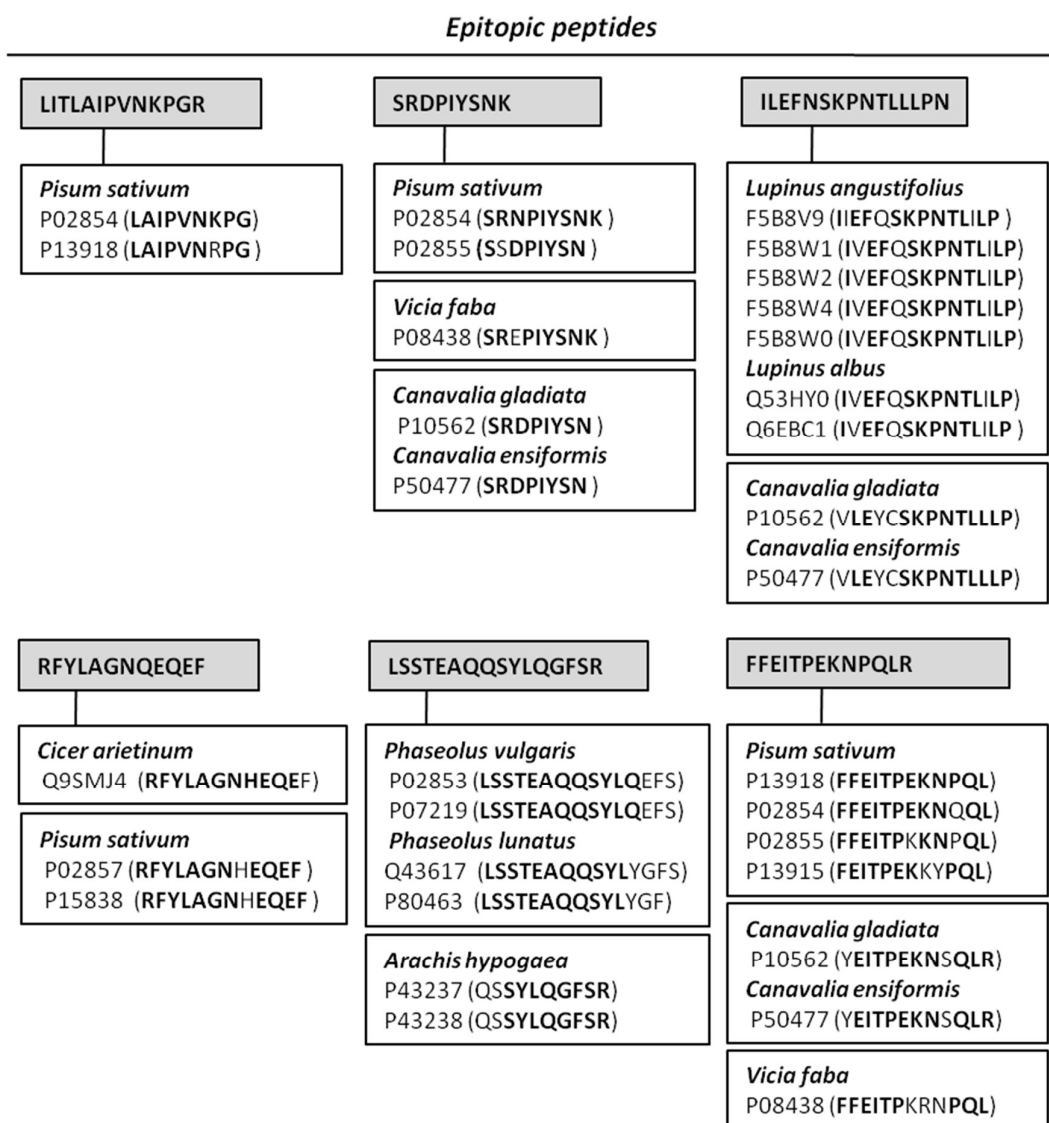 Epitopic peptides
LITLAIPVNKPGR
Pisum sativum
P02854 (LAIPVNKPG)
P13918 (LAIPVNRPG )
SRDPIYSNK
Pisum sativum
P02854 (SRNPIYSNK)
P02855 (SSDPIYSN )
Vicia faba
P08438 (SREPIYSNK )
Canavalia gladiata
P10562 (SRDPIYSN )
Canavalia ensiformis
P50477 (SRDPIYSN )
ILEFNSKPNTLLLPN
Lupinus angustifolius
F5B8V9 (IIEFQSKPNTLILP )
F5B8W1 (IVEFQSKPNTLILP)
F5B8W2 (IVEFQSKPNTLILP)
F5B8W4 (IVEFQSKPNTLILP)
F5B8W0 (IVEFQSKPNTLILP)
Lupinus albus
Q53HY0 (IVEFQSKPNTLILP)
Q6EBC1 (IVEFQSKPNTLILP )
Canavalia gladiata
P10562 (VLEYCSKPNTLLLP)
Canavalia ensiformis
P50477 (VLEYCSKPNTLLLP)
RFYLAGNQEQEF
Cicer arietinum
Q9SMJ4 (RFYLAGNHEQEF)
Pisum sativum
P02857 (RFYLAGNHEQEF )
P15838 (RFYLAGNHEQEF )
LSSTEAQQSYLQGFSR
Phaseolus vulgaris
P02853 (LSSTEAQQSYLQEFS)
P07219 (LSSTEAQQSYLQEFS)
Phaseolus lunatus
Q43617 (LSSTEAQQSYLYGFS)
P80463 (LSSTEAQQSYLYGF)
Arachis hypogaea
P43237 (QSSYLQGFSR)
P43238 (QSSYLQGFSR)
FFEITPEKNPQLR
Pisum sativum
P13918 (FFEITPEKNPQL)
P02854 (FFEITPEKNQQL)
P02855 (FFEITPKKNPQL)
P13915 (FEITPEKKYPQL)
Canavalia gladiata
P10562 (YEITPEKNSQLR)
Canavalia ensiformis
P50477 (YEITPEKNSQLR)
Vicia faba
P08438 (FFEITPKRNPQL)